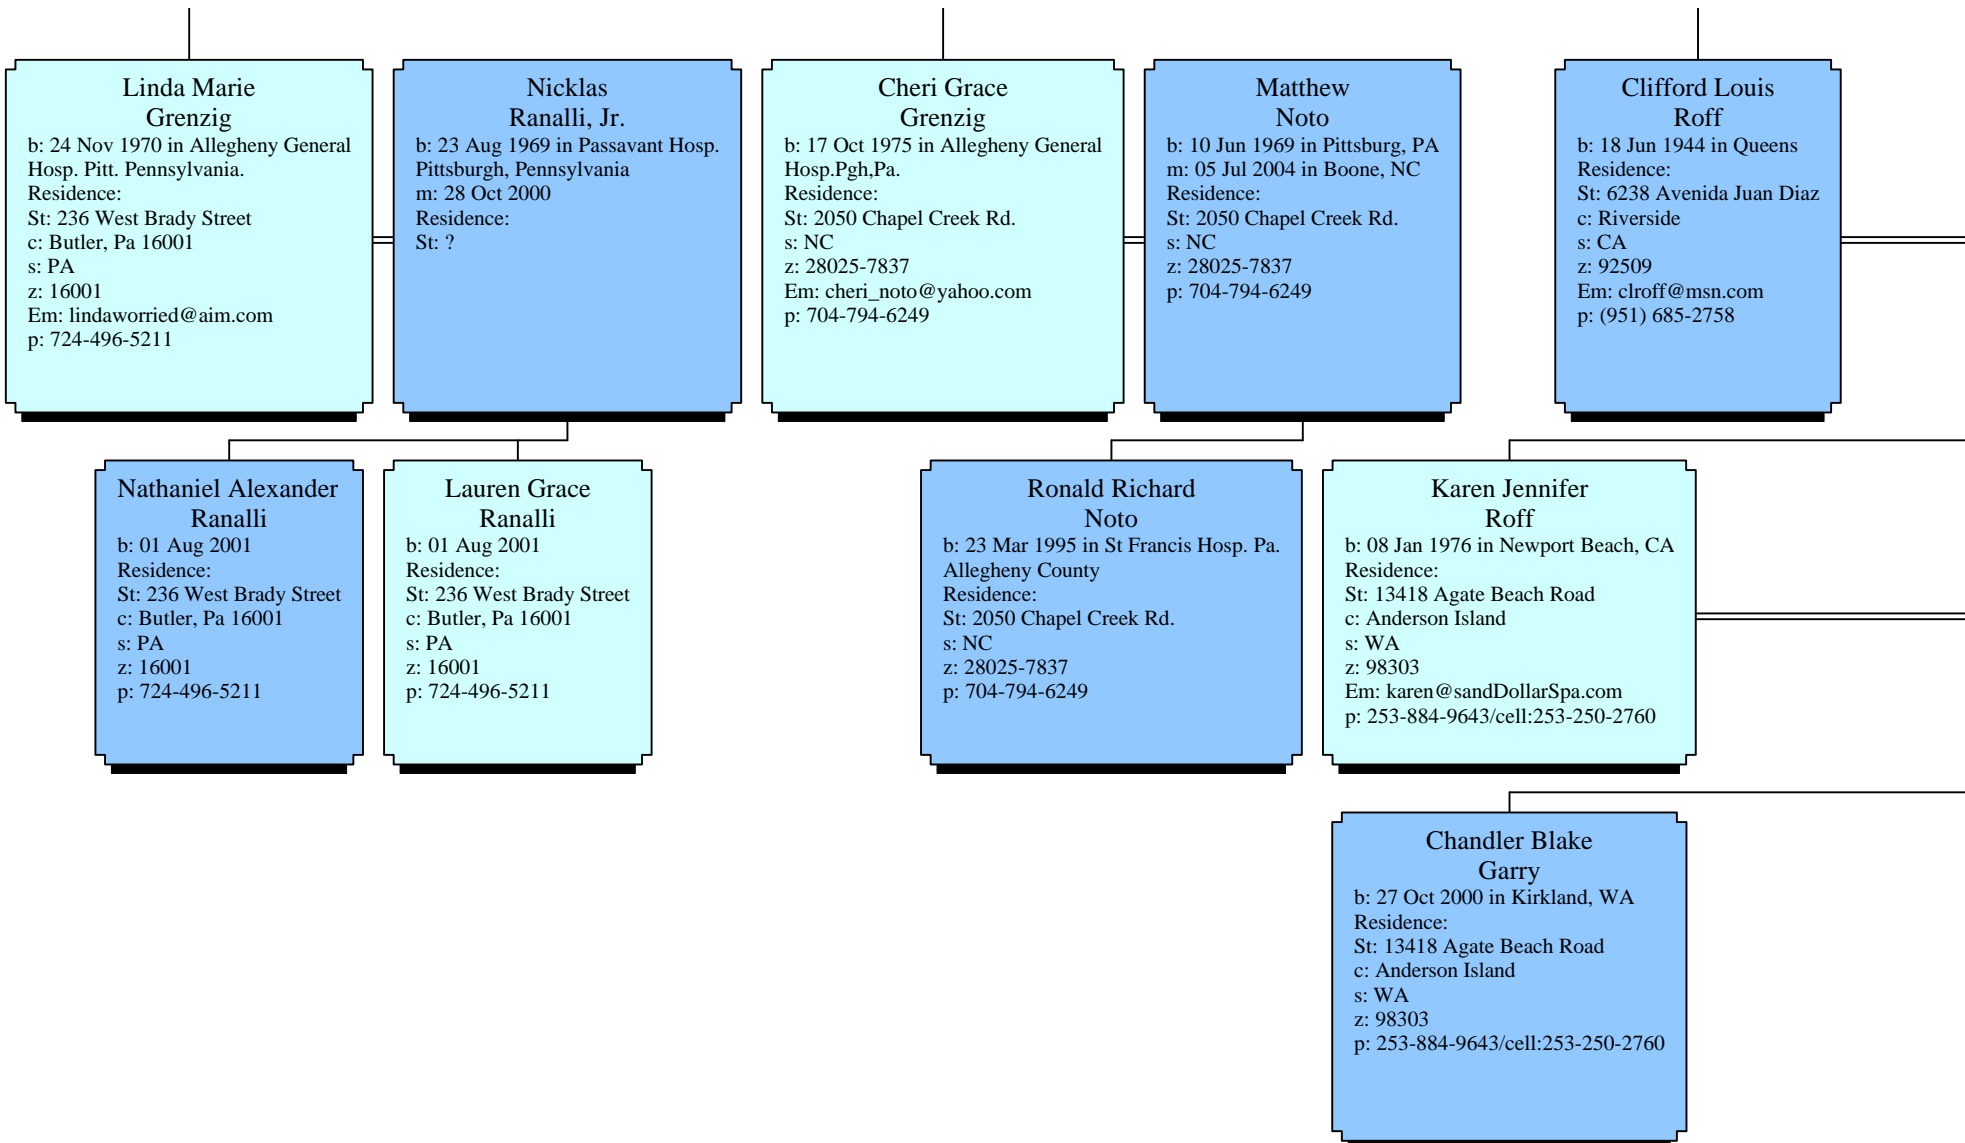 Linda Marie
Grenzig
b: 24 Nov 1970 in Allegheny General
Hosp. Pitt. Pennsylvania.
Residence:
St: 236 West Brady Street
c: Butler, Pa 16001
s: PA
z: 16001
Em: lindaworried@aim.com
p: 724-496-5211
Nicklas
Ranalli, Jr.
b: 23 Aug 1969 in Passavant Hosp.
Pittsburgh, Pennsylvania
m: 28 Oct 2000
Residence:
St: ?
Cheri Grace
Grenzig
b: 17 Oct 1975 in Allegheny General
Hosp.Pgh,Pa.
Residence:
St: 2050 Chapel Creek Rd.
s: NC
z: 28025-7837
Em: cheri_noto@yahoo.com
p: 704-794-6249
Matthew
Noto
b: 10 Jun 1969 in Pittsburg, PA
m: 05 Jul 2004 in Boone, NC
Residence:
St: 2050 Chapel Creek Rd.
s: NC
z: 28025-7837
p: 704-794-6249
Clifford Louis
Roff
b: 18 Jun 1944 in Queens
Residence:
St: 6238 Avenida Juan Diaz
c: Riverside
s: CA
z: 92509
Em: clroff@msn.com
p: (951) 685-2758
Nathaniel Alexander
Ranalli
b: 01 Aug 2001
Residence:
St: 236 West Brady Street
c: Butler, Pa 16001
s: PA
z: 16001
p: 724-496-5211
Lauren Grace
Ranalli
b: 01 Aug 2001
Residence:
St: 236 West Brady Street
c: Butler, Pa 16001
s: PA
z: 16001
p: 724-496-5211
Ronald Richard
Noto
b: 23 Mar 1995 in St Francis Hosp. Pa.
Allegheny County
Residence:
St: 2050 Chapel Creek Rd.
s: NC
z: 28025-7837
p: 704-794-6249
Karen Jennifer
Roff
b: 08 Jan 1976 in Newport Beach, CA
Residence:
St: 13418 Agate Beach Road
c: Anderson Island
s: WA
z: 98303
Em: karen@sandDollarSpa.com
p: 253-884-9643/cell:253-250-2760
Chandler Blake
Garry
b: 27 Oct 2000 in Kirkland, WA
Residence:
St: 13418 Agate Beach Road
c: Anderson Island
s: WA
z: 98303
p: 253-884-9643/cell:253-250-2760